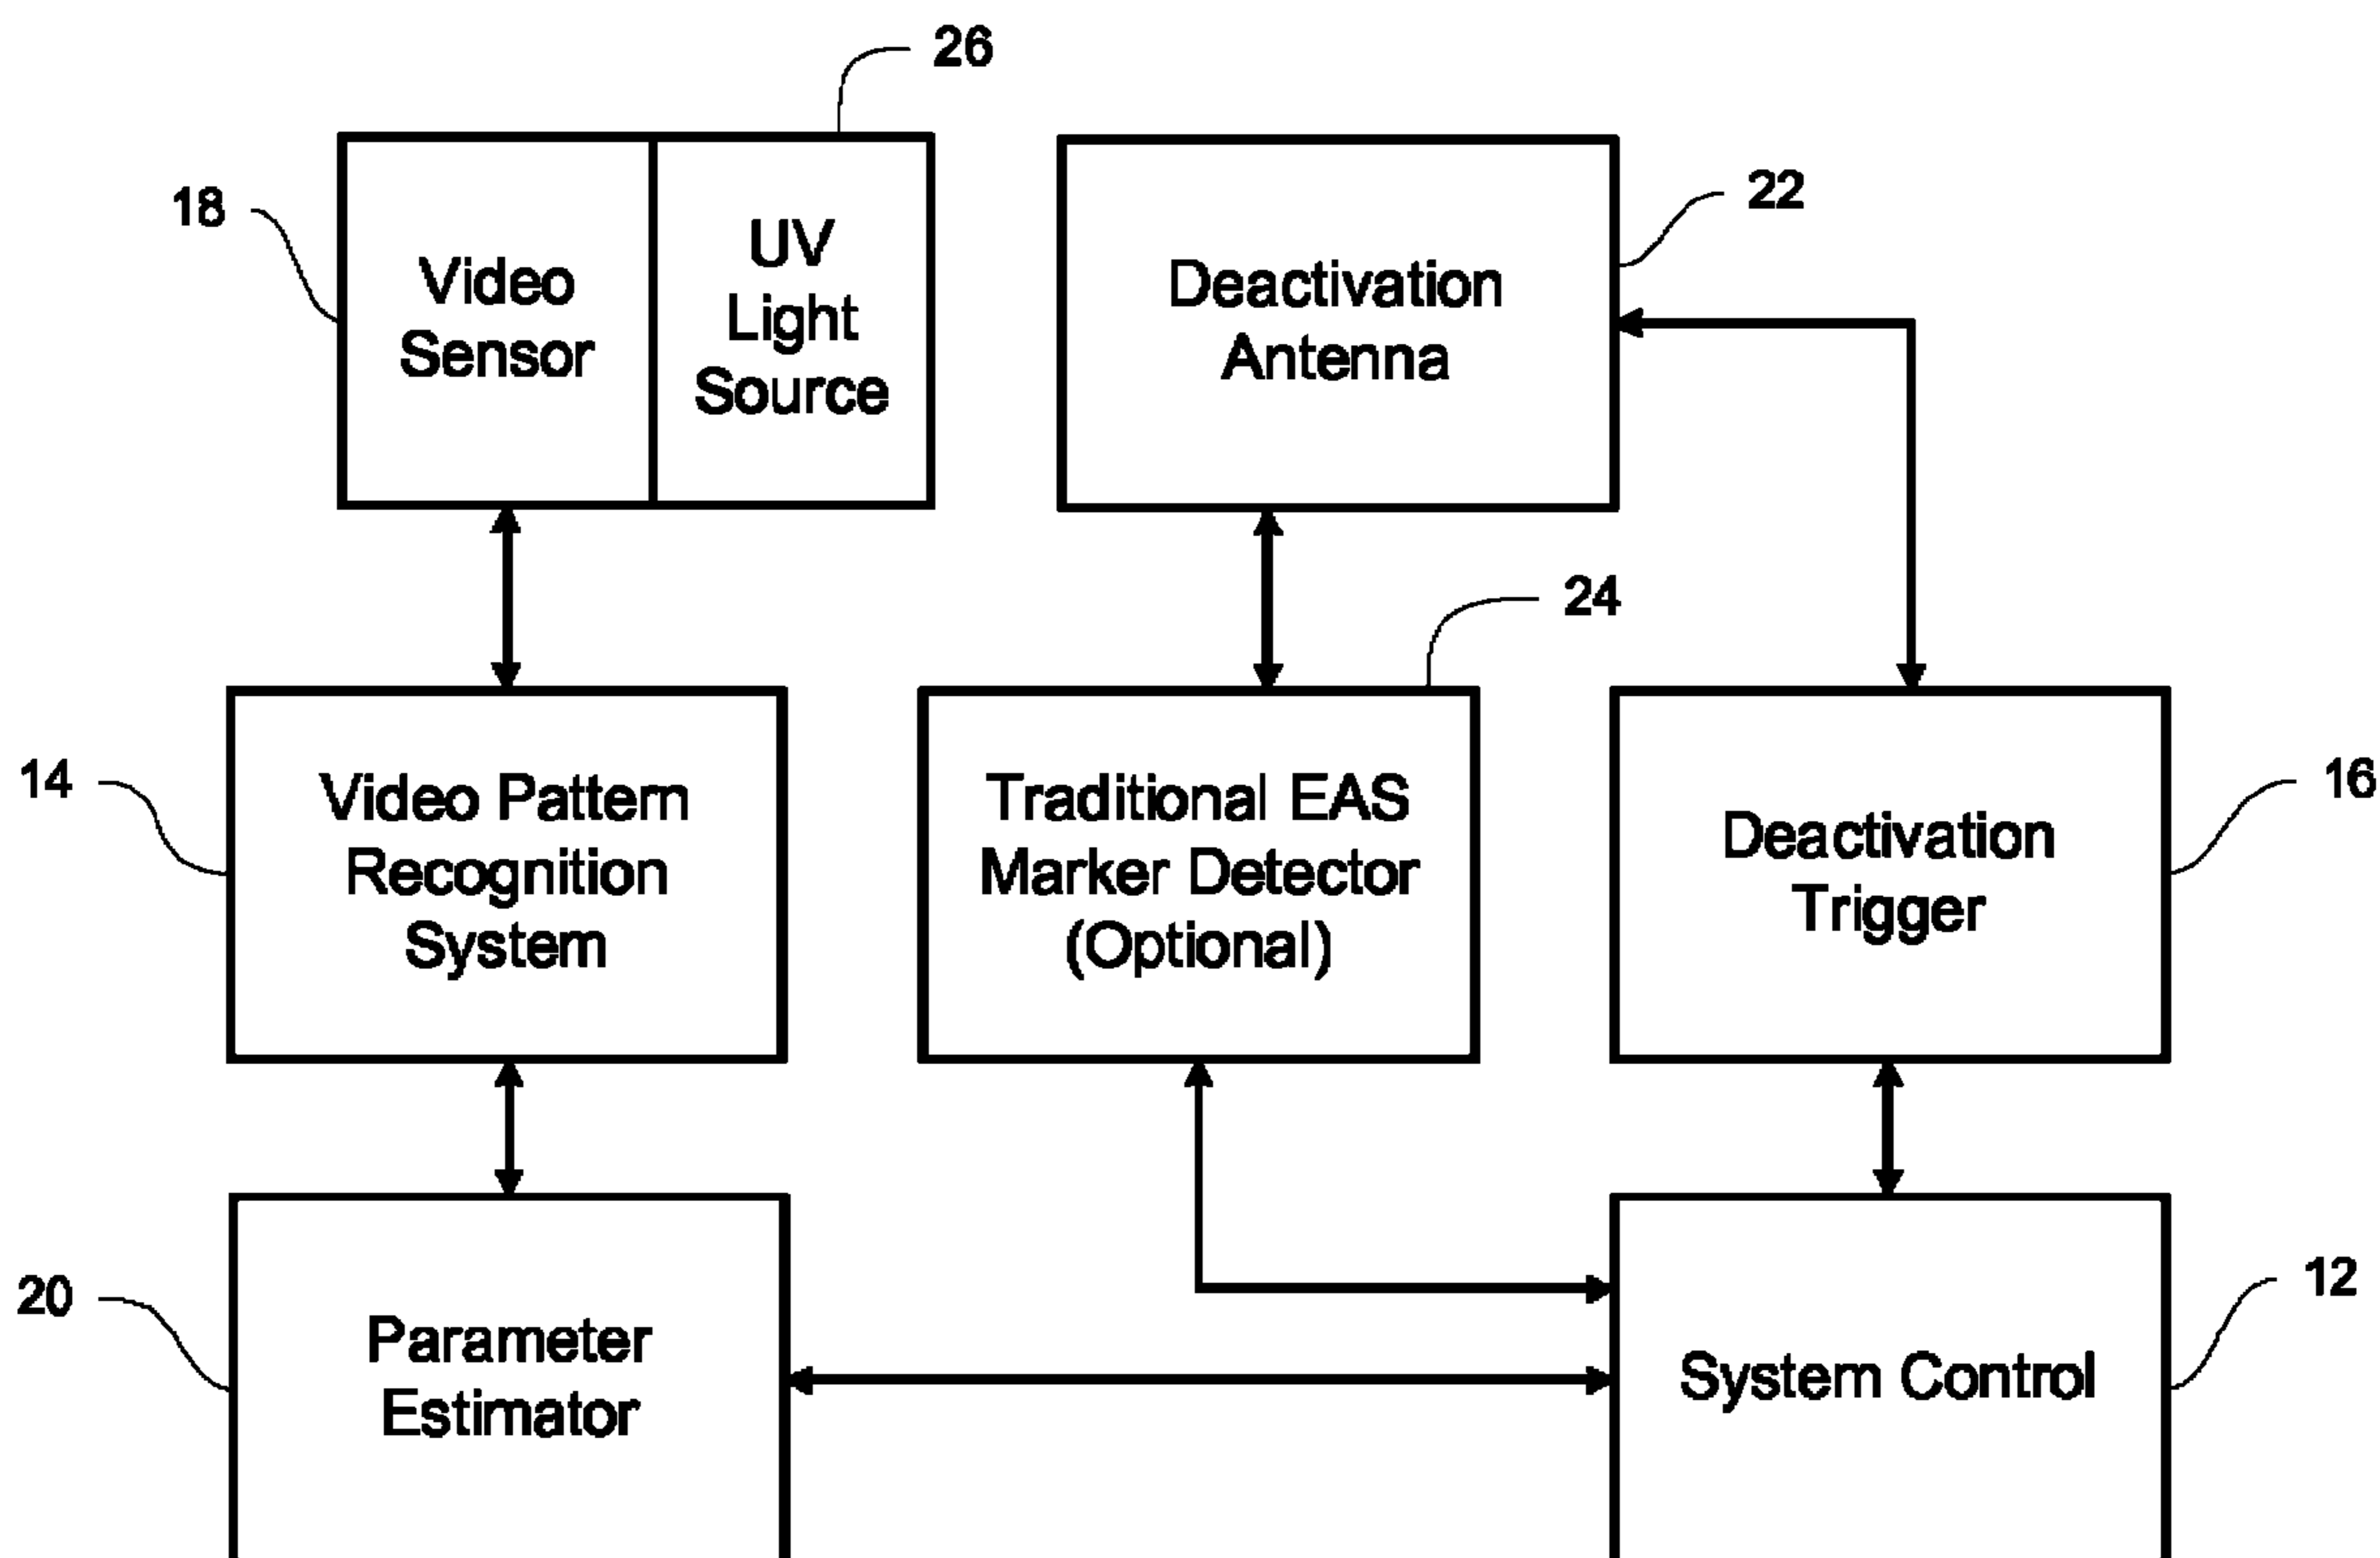 26
18
Video
Sensor
UV
Light
Source
Deactivation
Antenna
22
24
14
Video Pattern
Recognition
System
Traditional EAS
Marker Detector
(Optional)
Deactivation
Trigger
16
20
Parameter
Estimator
System Control
12